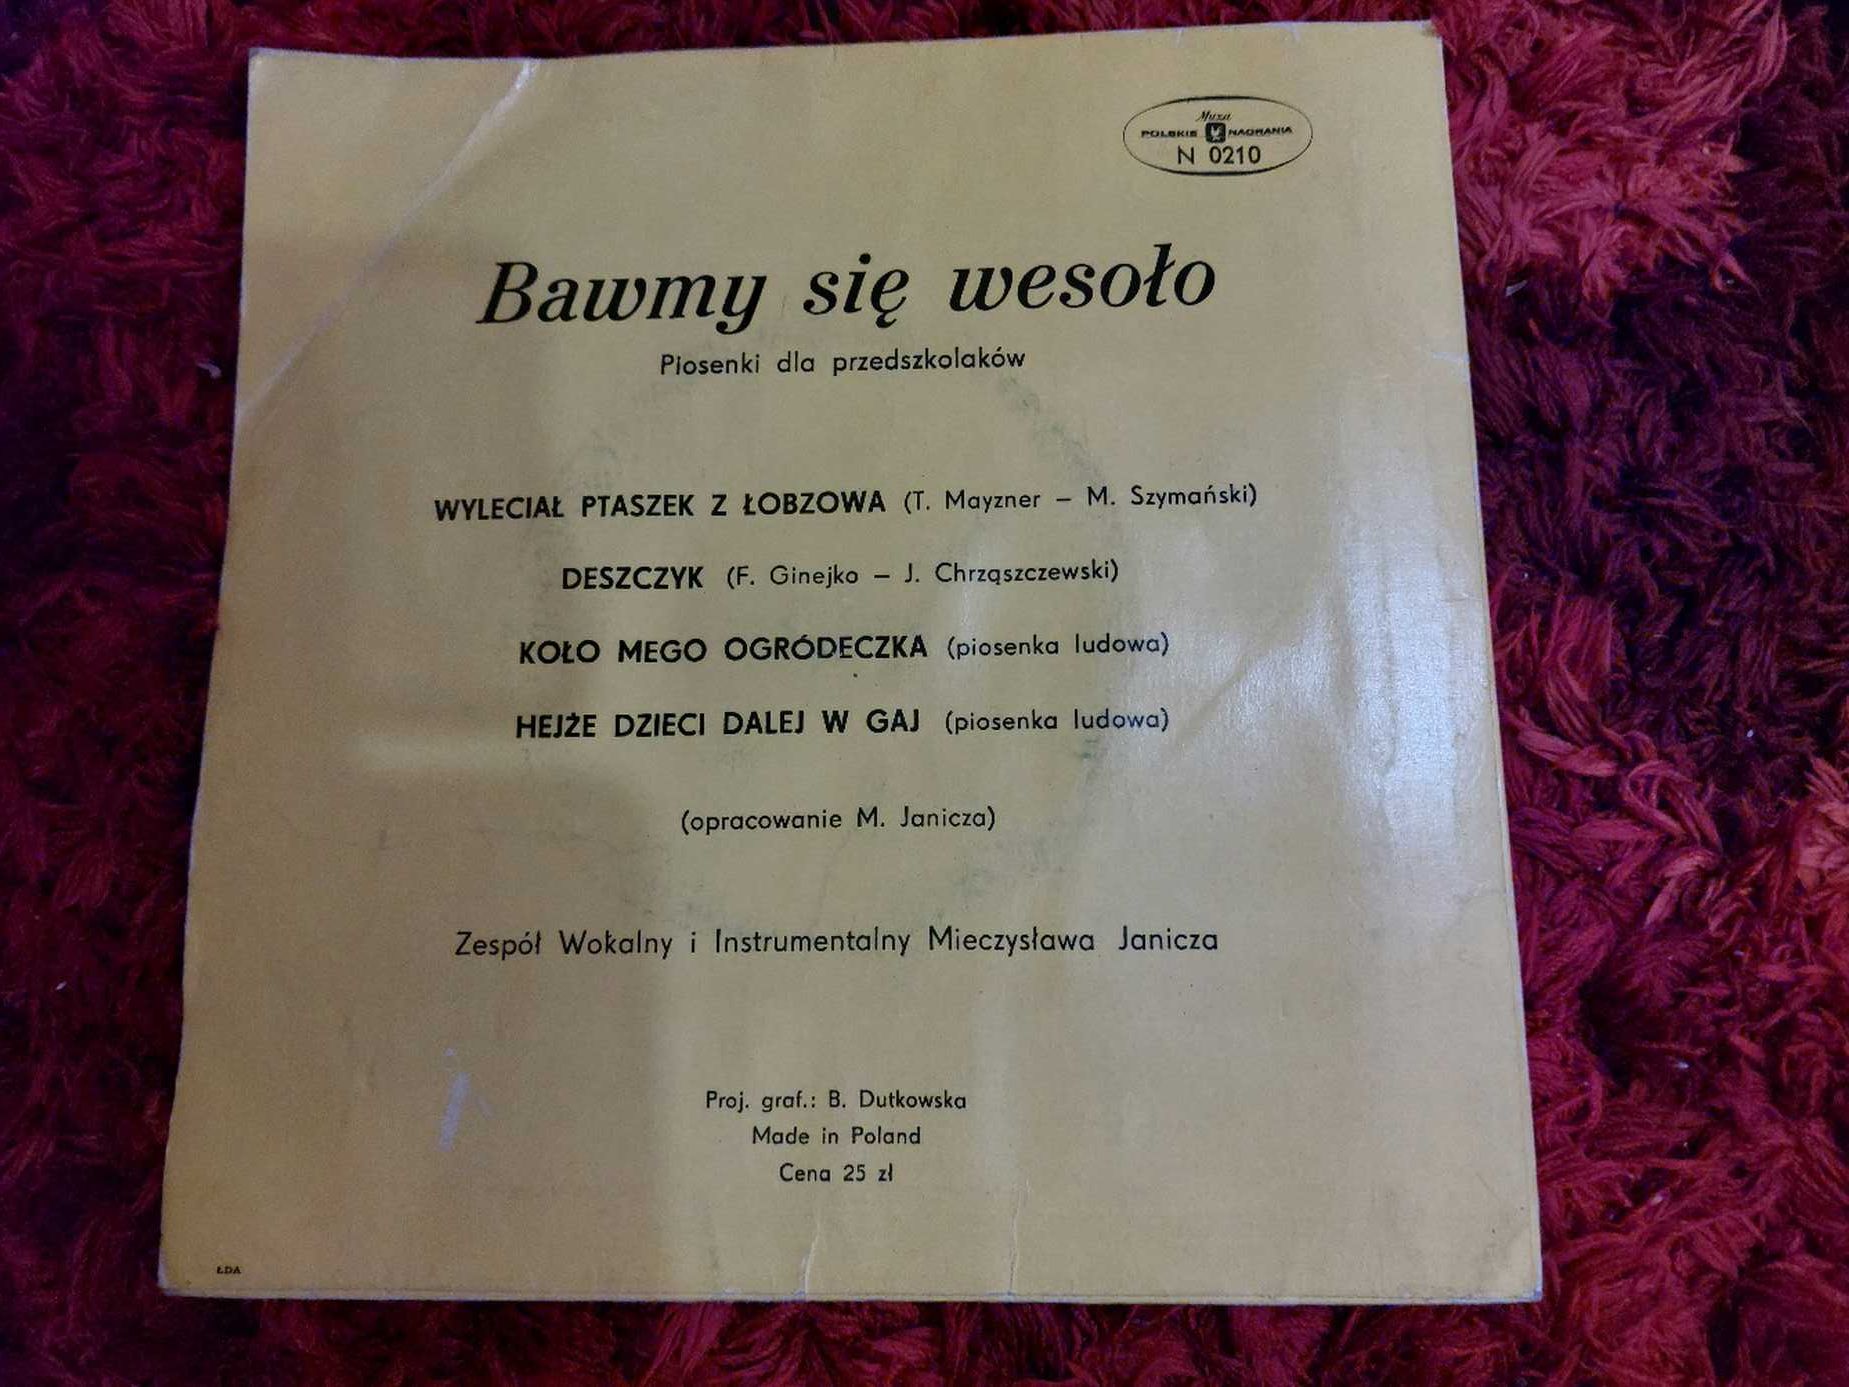 Muza
POLSKIE NAGRANIA
N 0210
Bawmy się wesoło
Piosenki dla przedszkolaków
WYLECIAŁ PTASZEK Z ŁOBZOWA (T. Mayzner – M. Szymański)
DESZCZYK (F. Ginejko – J. Chrząszczewski)
KOŁO MEGO OGRÓDECZKA (piosenka ludowa)
HEJŻE DZIECI DALEJ W GAJ (piosenka ludowa)
(opracowanie M. Janicza)
Zespół Wokalny i Instrumentalny Mieczysława Janicza
Proj. graf.: B. Dutkowska
Made in Poland
Cena 25 zł
ŁDA